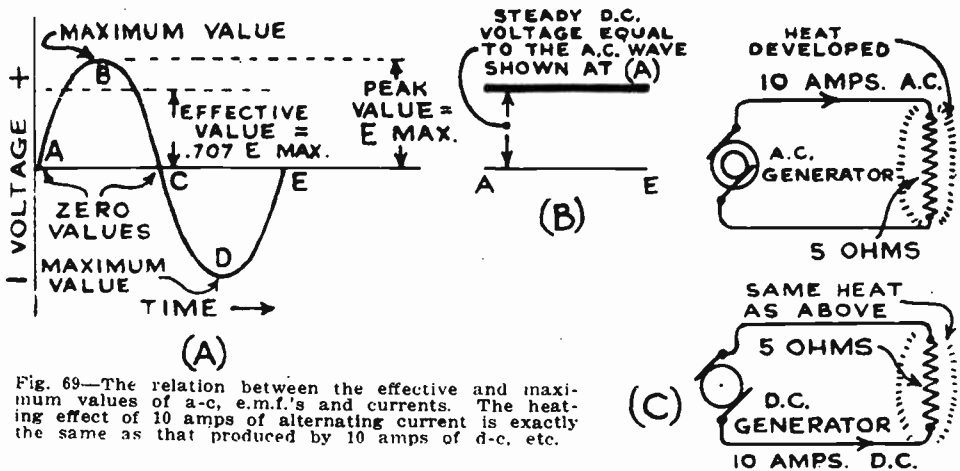 MAXIMUM VALUE
B
EFFECTIVE
VALUE =
.707 E MAX.
PEAK
VALUE =
E MAX.
A
C
E
ZERO
VALUES
D
MAXIMUM
VALUE
TIME
- VOLTAGE +
(A)
STEADY D.C.
VOLTAGE EQUAL
TO THE A.C. WAVE
SHOWN AT (A)
A
E
(B)
HEAT
DEVELOPED
10 AMPS. A.C.
A.C.
GENERATOR
5 OHMS
SAME HEAT
AS ABOVE
5 OHMS
(C)
D.C.
GENERATOR
10 AMPS. D.C.
Fig. 69—The relation between the effective and maxi-
mum values of a-c, e.m.f.'s and currents. The heat-
ing effect of 10 amps of alternating current is exactly
the same as that produced by 10 amps of d-c, etc.